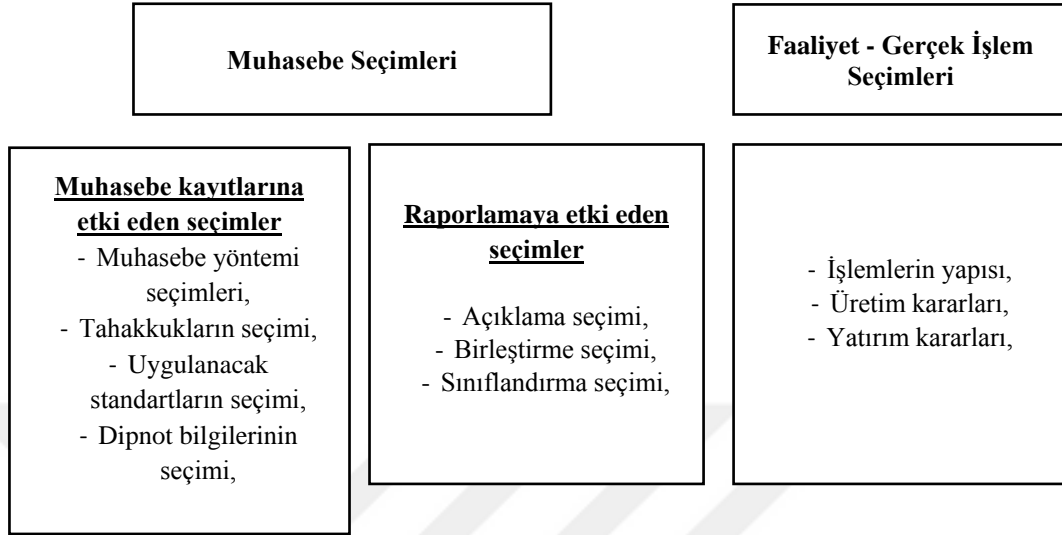 Muhasebe Seçimleri
Faaliyet - Gerçek İşlem
Seçimleri
Muhasebe kayıtlarına
etki eden seçimler
- Muhasebe yöntemi
seçimleri,
- Tahakkukların seçimi,
- Uygulanacak
standartların seçimi,
- Dipnot bilgilerinin
seçimi,
Raporlamaya etki eden
seçimler
- Açıklama seçimi,
- Birleştirme seçimi,
- Sınıflandırma seçimi,
- İşlemlerin yapısı,
- Üretim kararları,
- Yatırım kararları,